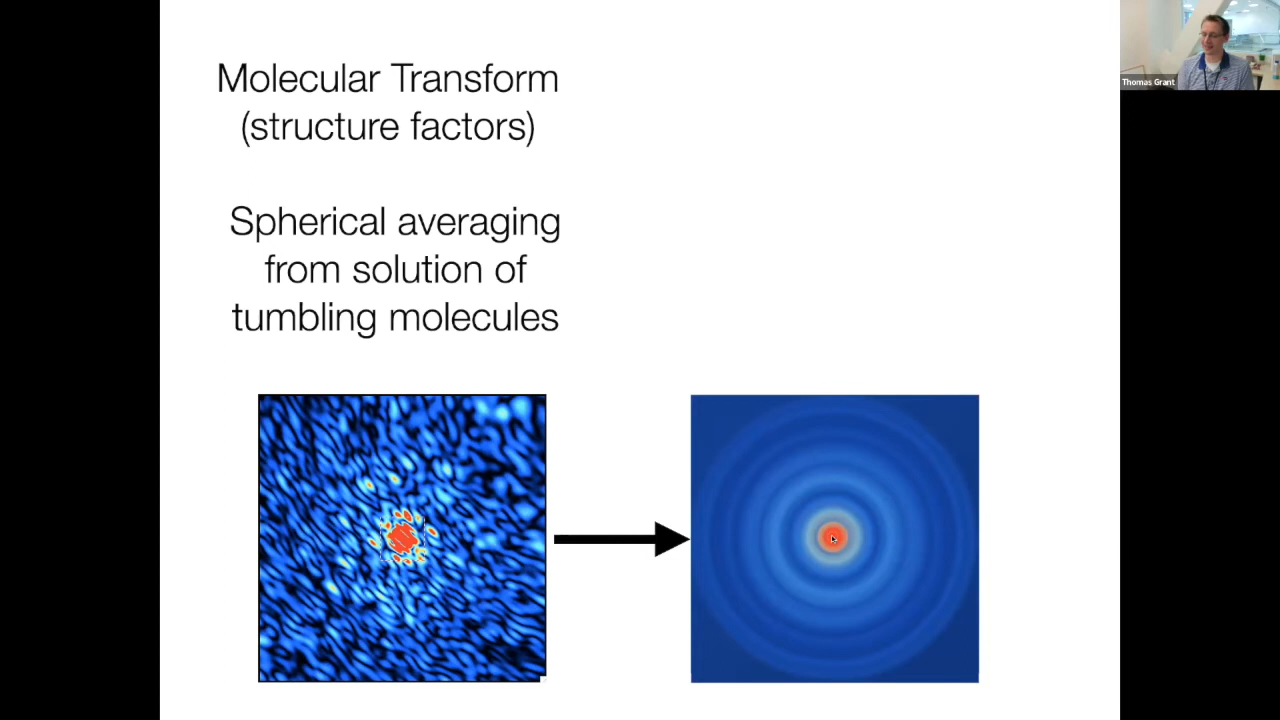 Molecular Transform
(structure factors)
Spherical averaging
from solution of
tumbling molecules
Thomas Grant